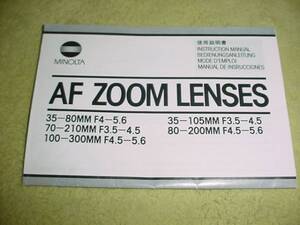 MINOLTA
使用説明書
INSTRUCTION MANUAL
BEDIENUNGSANLEITUNG
MODE D'EMPLOI
MANUAL DE INSTRUCCIONES
AF ZOOM LENSES
35-80MM F4-5.6
35-105MM F3.5-4.5
70-210MM F3.5-4.5
80-200MM F4.5-5.6
100-300MM F4.5-5.6